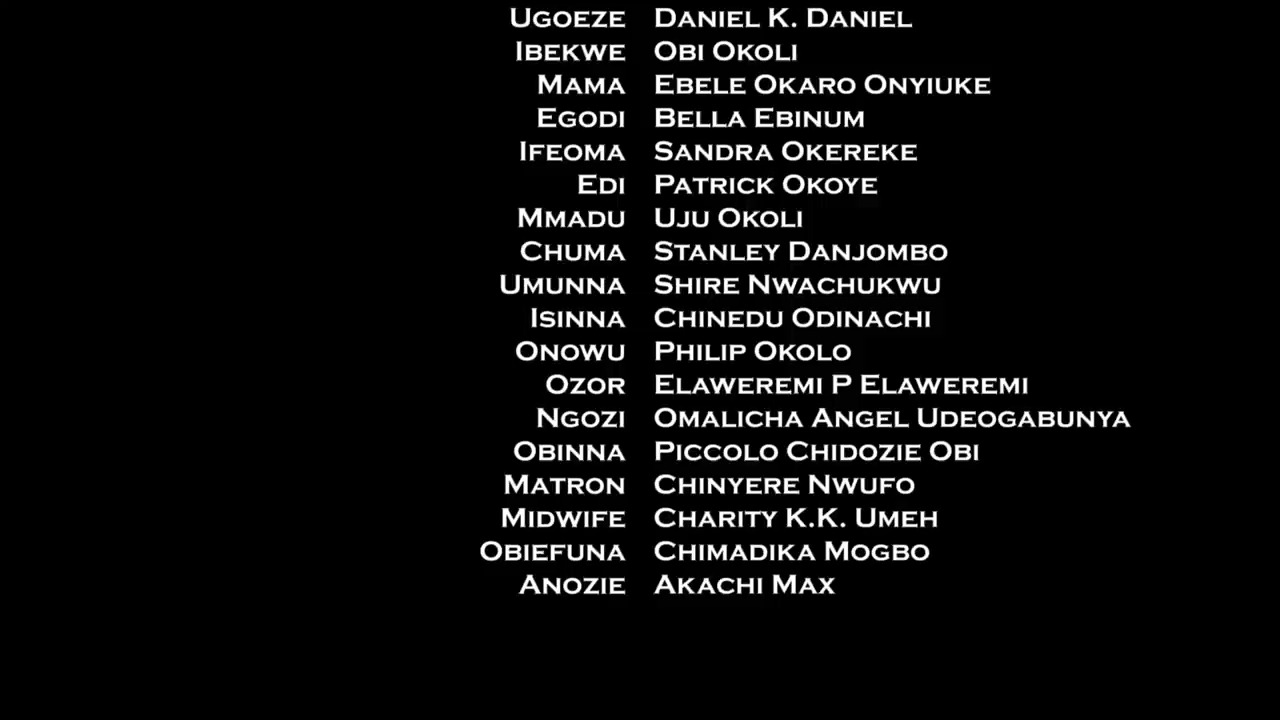 Ugoeze Daniel K. Daniel
Ibekwe Obi Okoli
Mama Ebele Okaro Onyiuke
Egodi Bella Ebinum
Ifeoma Sandra Okereke
Edi Patrick Okoye
Mmadu Uju Okoli
Chuma Stanley Danjombo
Umunna Shire Nwachukwu
Isinna Chinedu Odinachi
Onowu Philip Okolo
Ozor Elaweremi P Elaweremi
Ngozi Omalicha Angel Udeogabunya
Obinna Piccolo Chidozie Obi
Matron Chinyere Nwufo
Midwife Charity K.K. Umeh
Obiefuna Chimadika Mogbo
Anozie Akachi Max